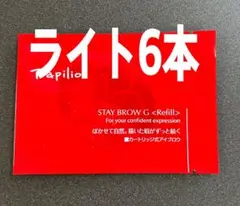 ライト6本
Papilio
STAY BROW G <Refill>
For your confident expression
ぼかせて自然。描いた眉がずっと続く
■カートリッジ式アイブロウ